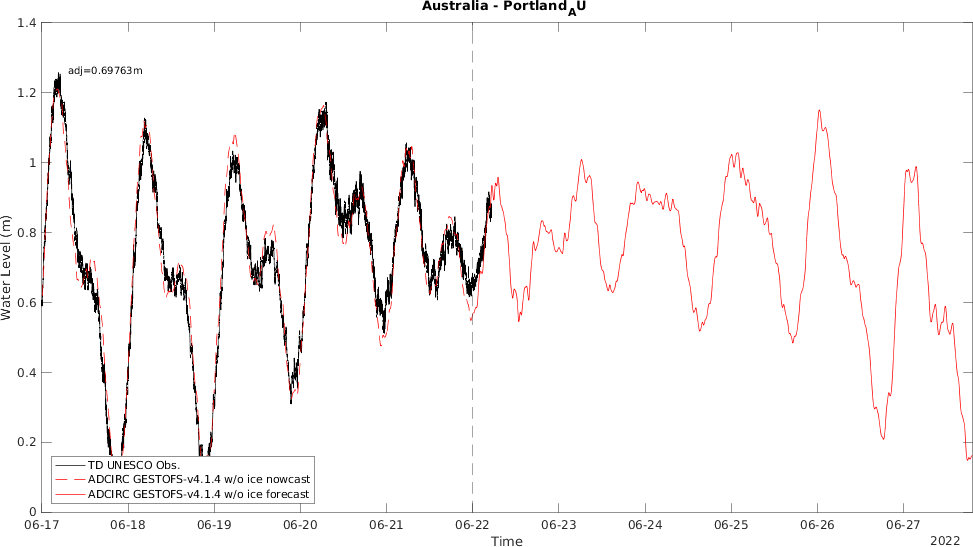 Australia - Portland_AU
adj=0.69763m
1.4
1.2
1
0.8
0.6
0.4
0.2
0
Water Level (m)
TD UNESCO Obs.
ADCIRC GESTOFS-v4.1.4 w/o ice nowcast
ADCIRC GESTOFS-v4.1.4 w/o ice forecast
06-17 06-18 06-19 06-20 06-21 06-22 06-23 06-24 06-25 06-26 06-27
Time
2022